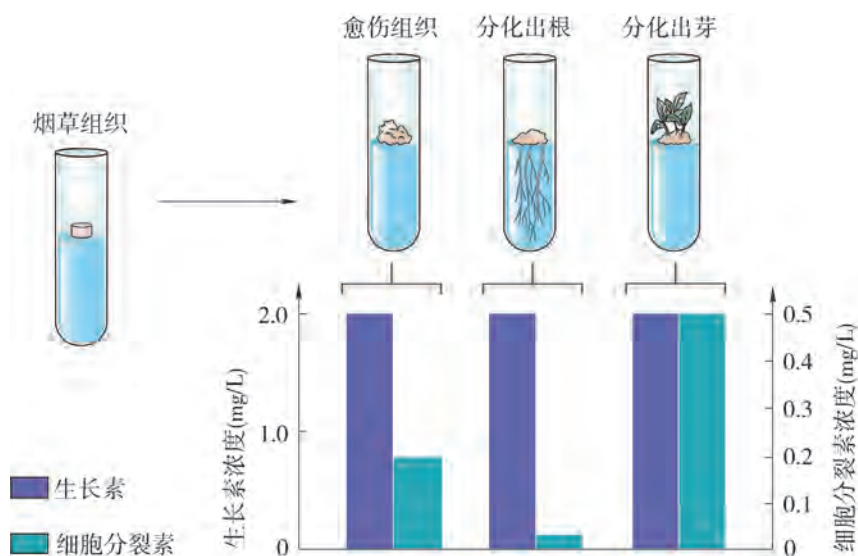 愈伤组织
分化出根
分化出芽
烟草组织
生长素浓度(mg/L)
2.0
1.0
0
细胞分裂素浓度(mg/L)
0.5
0.4
0.3
0.2
0.1
0
生长素
细胞分裂素